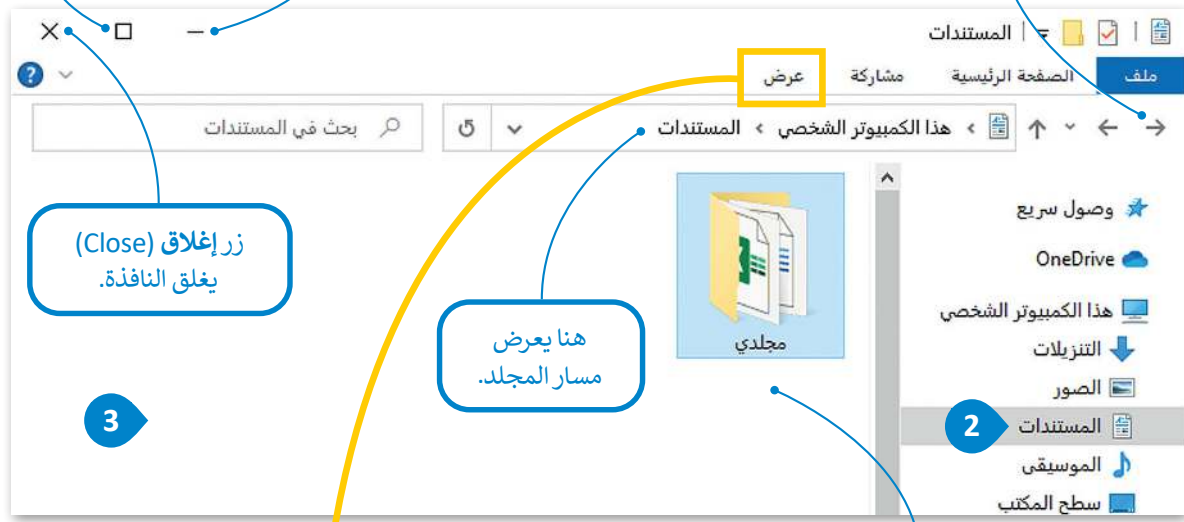 المستندات
ملف
الصفحة الرئيسية
مشاركة
عرض
هذا الكمبيوتر الشخصي › المستندات
بحث في المستندات
وصول سريع
OneDrive
هذا الكمبيوتر الشخصي
التنزيلات
الصور
المستندات
2
الموسيقى
سطح المكتب
مجلدي
هنا يعرض
مسار المجلد.
زر إغلاق (Close)
يغلق النافذة.
3